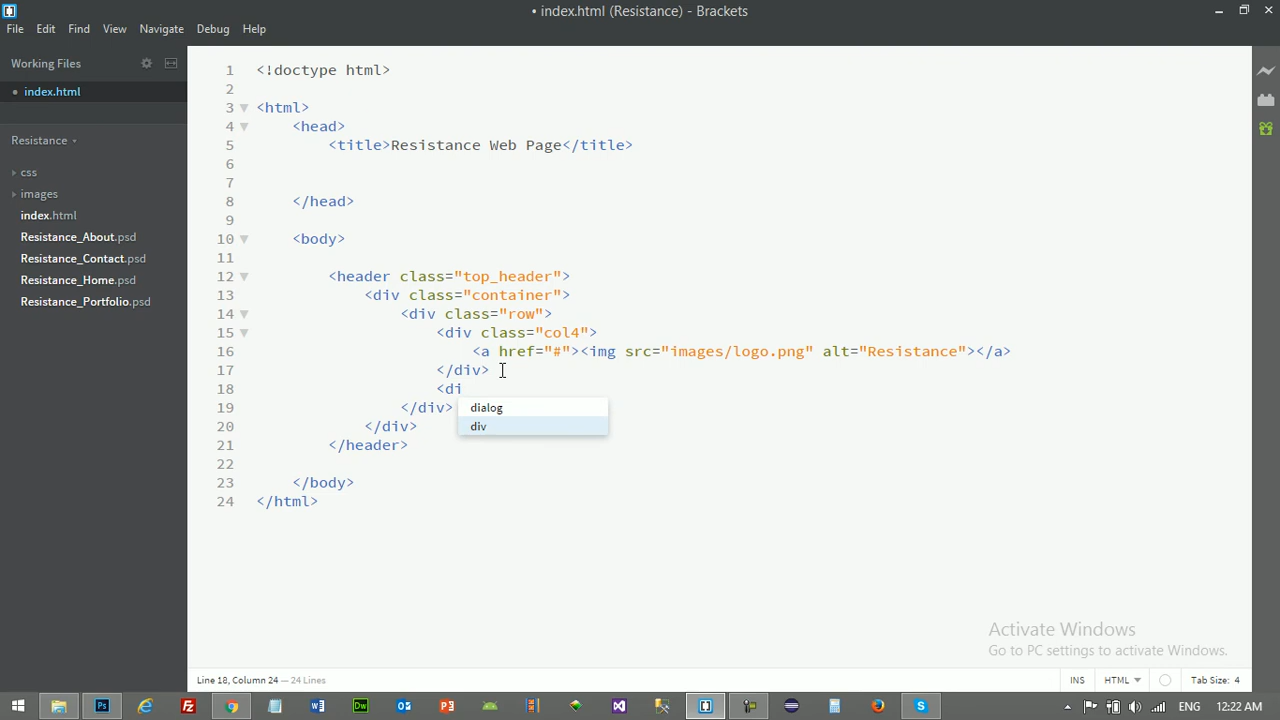 • index.html (Resistance) - Brackets
File Edit Find View Navigate Debug Help
Working Files
• index.html
Resistance
css
images
index.html
Resistance_About.psd
Resistance_Contact.psd
Resistance_Home.psd
Resistance_Portfolio.psd
1 <!doctype html>
2
3 <html>
4 <head>
5 <title>Resistance Web Page</title>
6
7
8 </head>
9
10 <body>
11
12 <header class="top_header">
13 <div class="container">
14 <div class="row">
15 <div class="col4">
16 <a href="#"><img src="images/logo.png" alt="Resistance"></a>
17 </div>
18 <di
19 </div>
20 </div>
21 </header>
22
23 </body>
24 </html>
dialog
div
Activate Windows
Go to PC settings to activate Windows.
Line 18, Column 24 — 24 Lines
INS HTML Tab Size: 4
ENG 12:22 AM